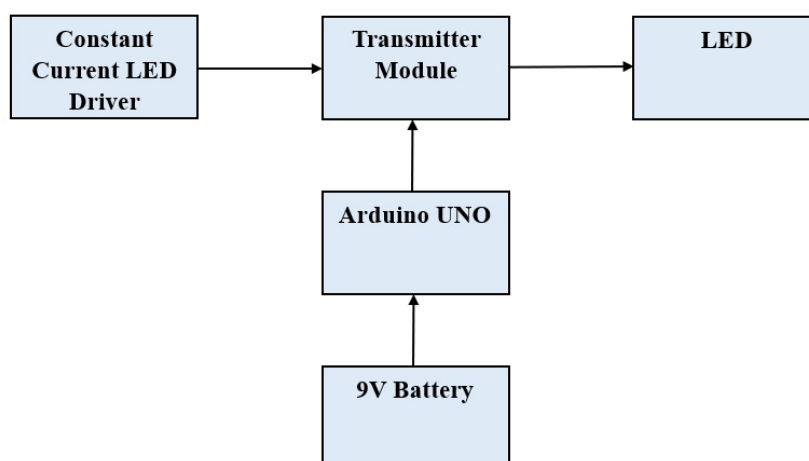 Constant
Current LED
Driver
Transmitter
Module
LED
Arduino UNO
9V Battery